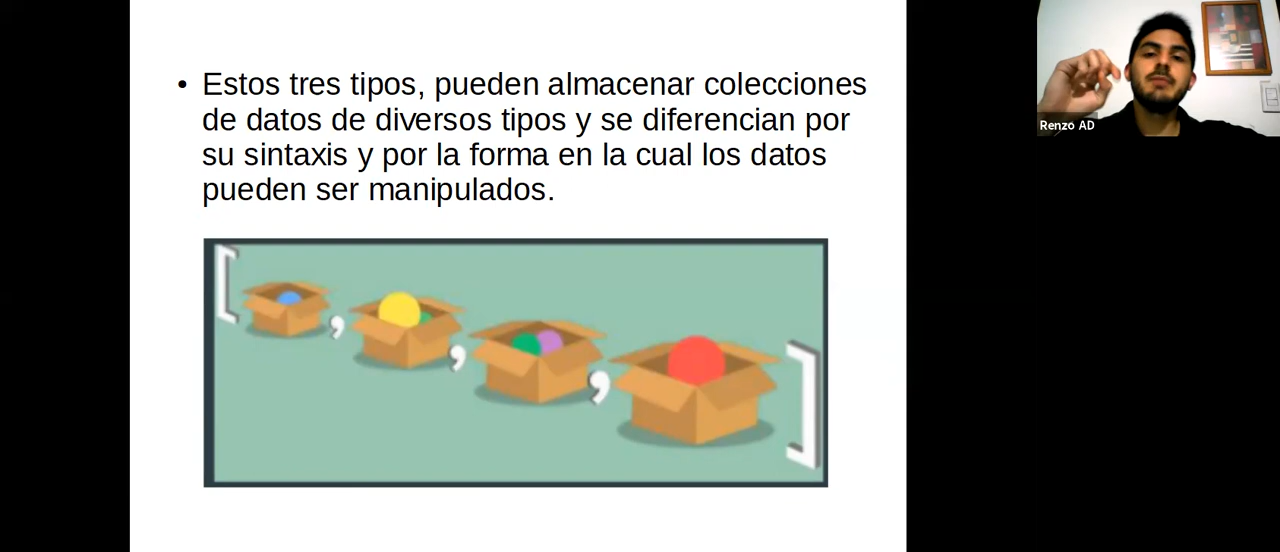 • Estos tres tipos, pueden almacenar colecciones
de datos de diversos tipos y se diferencian por
su sintaxis y por la forma en la cual los datos
pueden ser manipulados.
[ , , , ]
Renzo AD